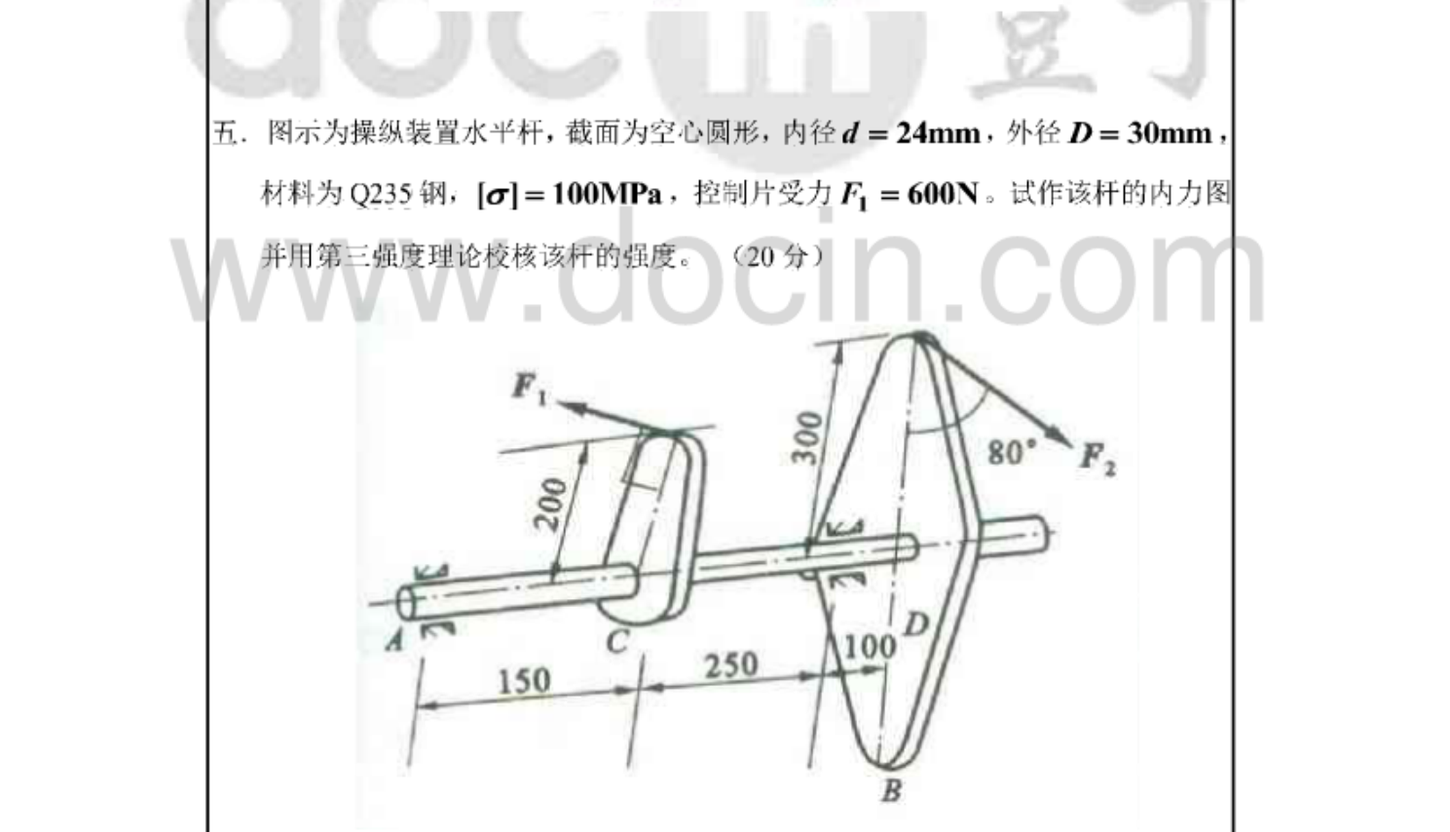 docin 豆丁
五．图示为操纵装置水平杆，截面为空心圆形，内径 d = 24mm，外径 D = 30mm，
材料为 Q235 钢，[σ] = 100MPa，控制片受力 F₁ = 600N。试作该杆的内力图
并用第三强度理论校核该杆的强度。（20 分）
www.docin.com
F₁
300
80°
F₂
200
A
C
D
100
250
150
B